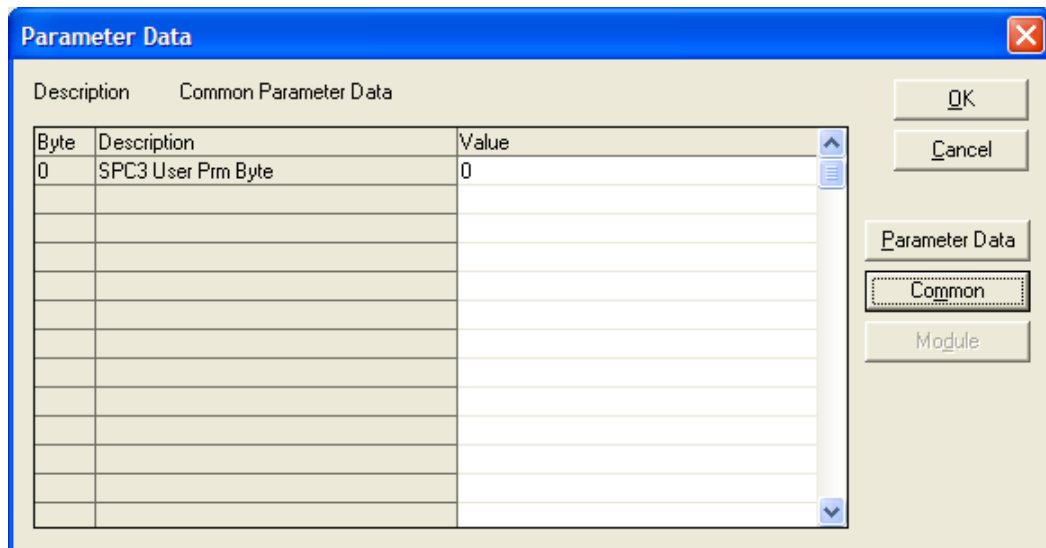 Parameter Data
Description Common Parameter Data
OK
Cancel
Byte Description Value
0 SPC3 User Prm Byte 0
Parameter Data
Common
Module